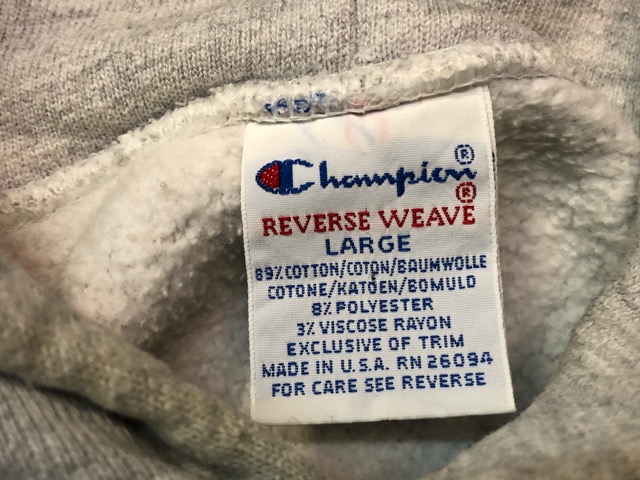 Champion®
®
REVERSE WEAVE
LARGE
89% COTTON/COTON/BAUMWOLLE
COTONE/KATOEN/BOMULD
8% POLYESTER
3% VISCOSE RAYON
EXCLUSIVE OF TRIM
MADE IN U.S.A. RN 26094
FOR CARE SEE REVERSE